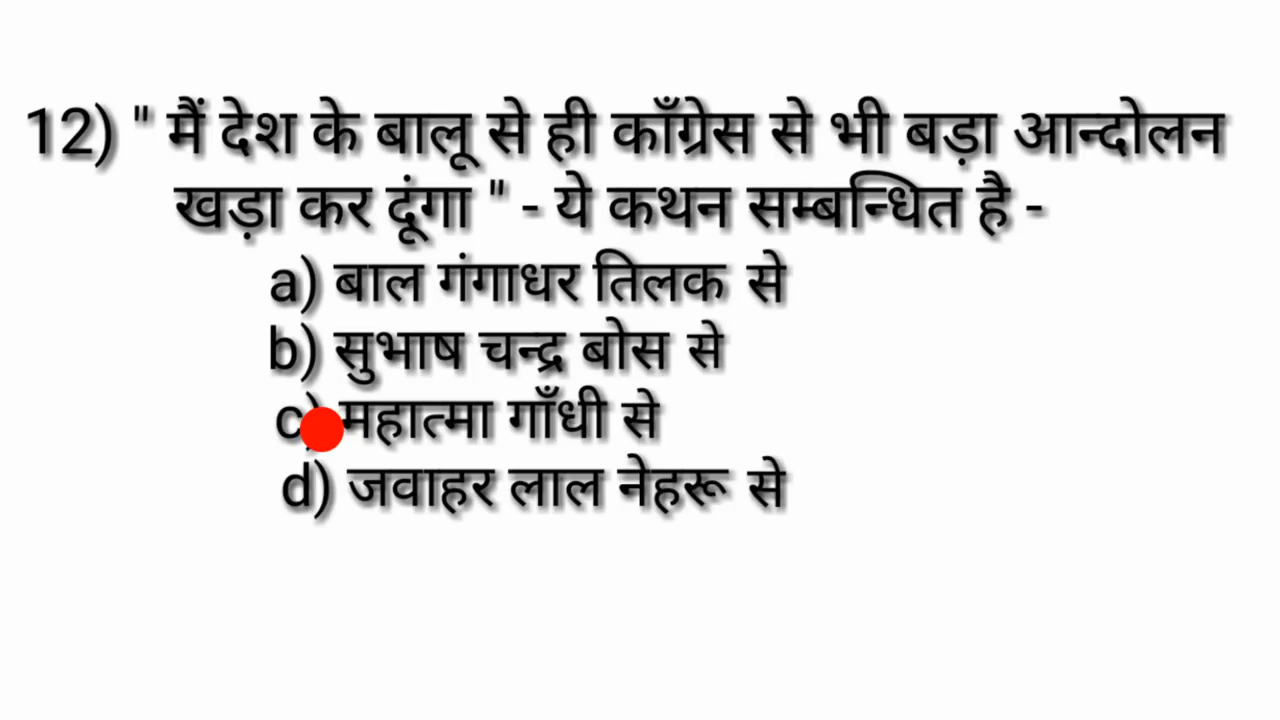 12) " मैं देश के बालू से ही काँग्रेस से भी बड़ा आन्दोलन
खड़ा कर दूंगा " - ये कथन सम्बन्धित है -
a) बाल गंगाधर तिलक से
b) सुभाष चन्द्र बोस से
c) महात्मा गाँधी से
d) जवाहर लाल नेहरू से